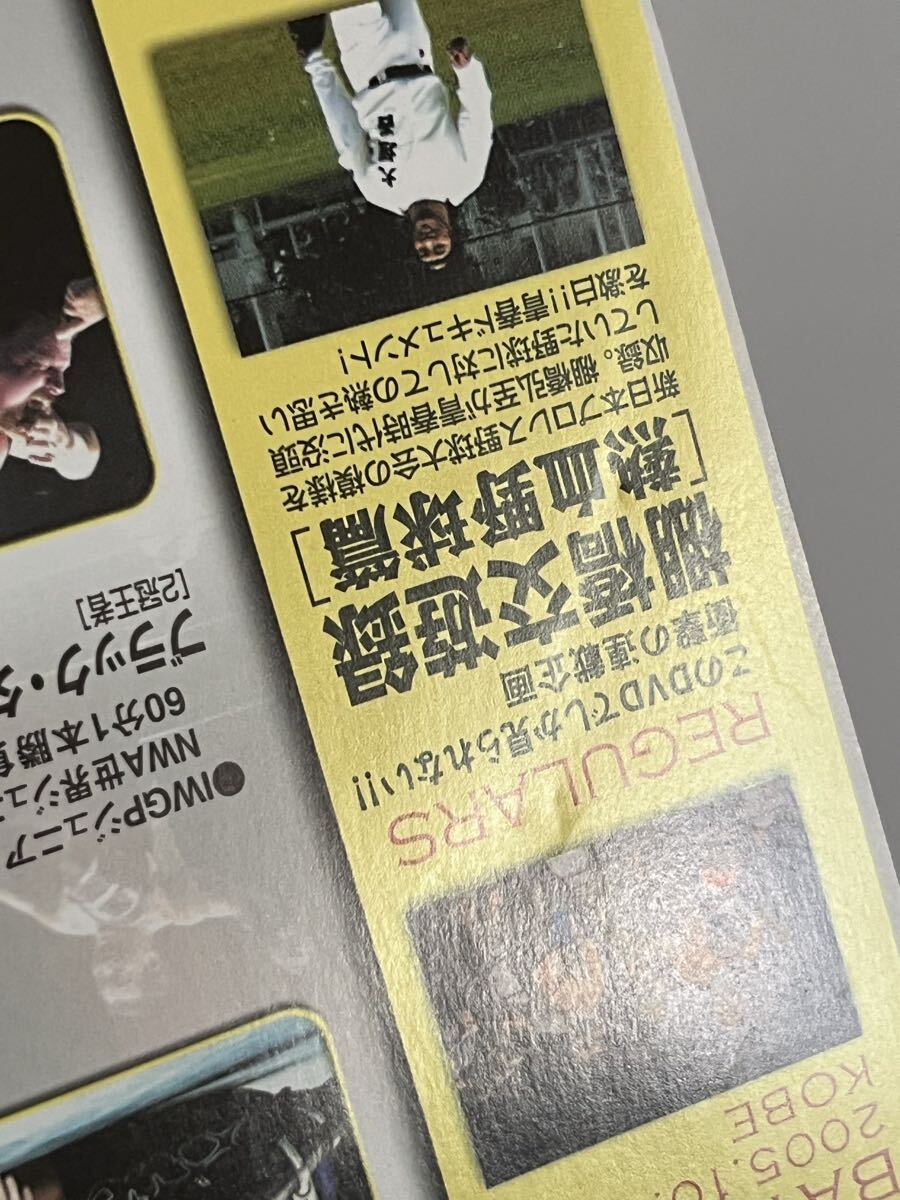 KOBE
2005.10.
BA
REGULARS
このDVDでしか見られない!!
衝撃の連載企画
棚橋交遊録
[熱血野球篇]
新日本プロレス野球大会の模様を
収録。棚橋弘至が青春時代に没頭
していた野球に対しての熱き思い
を激白!!青春ドキュメント!
●IWGPジュニア
NWA世界ジュニ
60分1本勝負
ブラック・タ
[2冠王者]